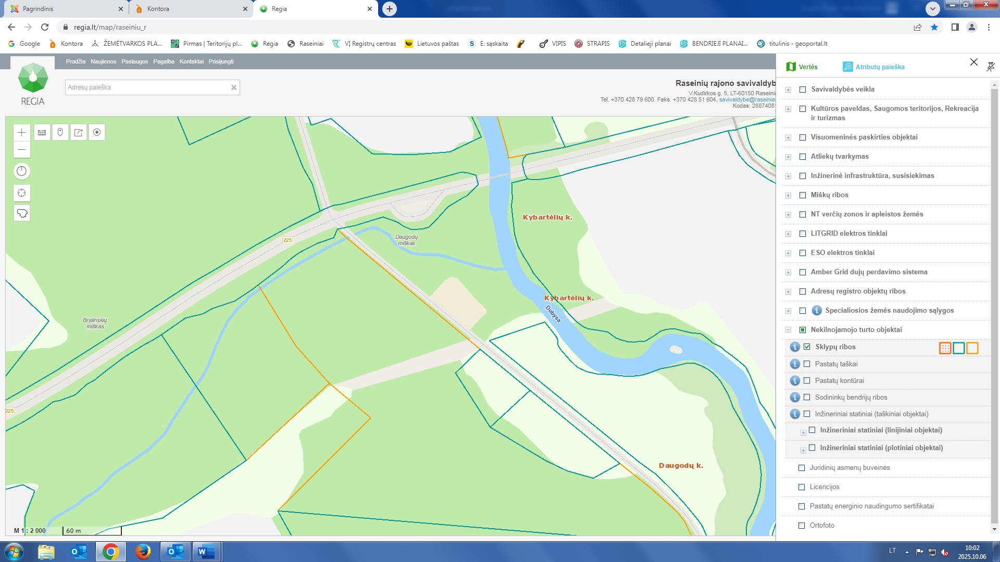 Pagrindinis
Kontora
Regia
regia.lt/map/raseiniu_r
Google
Kontora
ŽEMĖTVARKOS PLA...
Pirmas | Teritorijų pl...
Regia
Raseiniai
VĮ Registrų centras
Lietuvos paštas
E. sąskaita
VIPIS
STRAPIS
Detalieji planai
BENDRIEJI PLANAI...
titulinis - geoportal.lt
Pradžia
Naujienos
Paslaugos
Pagalba
Kontaktai
Prisijungti
REGIA
Adresų paieška
Raseinių rajono savivaldyb
V.Kudirkos g. 5, LT-60150 Raseinia
Tel. +370 428 79 600. Faks. +370 428 51 604, savivaldybe@raseinia
Kodas: 28874081
Kybartėlių k.
225
Daugodų
miškas
Kybartėlių k.
Dubysa
Bralinskių
miškas
225
Daugodų k.
M 1 : 2 000
60 m
Vertės
Atributų paieška
Savivaldybės veikla
Kultūros paveldas, Saugomos teritorijos, Rekreacija
ir turizmas
Visuomeninės paskirties objektai
Atliekų tvarkymas
Inžinerinė infrastruktūra, susisiekimas
Miškų ribos
NT verčių zonos ir apleistos žemės
LITGRID elektros tinklai
ESO elektros tinklai
Amber Grid dujų perdavimo sistema
Adresų registro objektų ribos
Specialiosios žemės naudojimo sąlygos
Nekilnojamojo turto objektai
Sklypų ribos
Pastatų taškai
Pastatų kontūrai
Sodininkų bendrijų ribos
Inžineriniai statiniai (taškiniai objektai)
Inžineriniai statiniai (linijiniai objektai)
Inžineriniai statiniai (plotiniai objektai)
Juridinių asmenų buveinės
Licencijos
Pastatų energinio naudingumo sertifikatai
Ortofoto
LT
10:02
2025.10.06